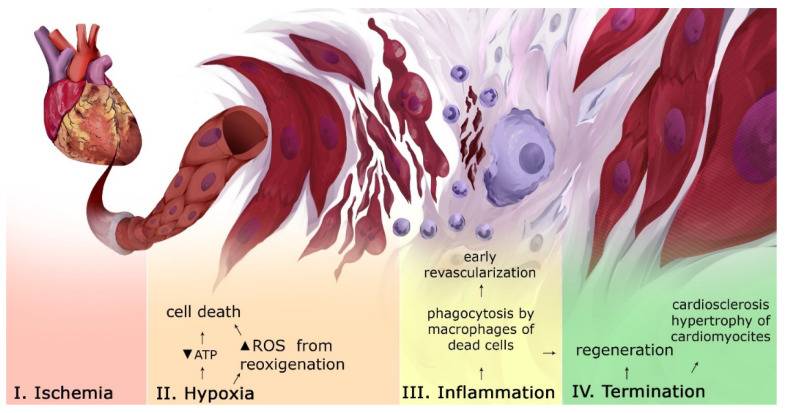 I. Ischemia
cell death
▼ATP
▲ROS from
reoxigenation
II. Hypoxia
early
revascularization
phagocytosis by
macrophages of
dead cells
III. Inflammation
cardiosclerosis
hypertrophy of
cardiomyocites
regeneration
IV. Termination